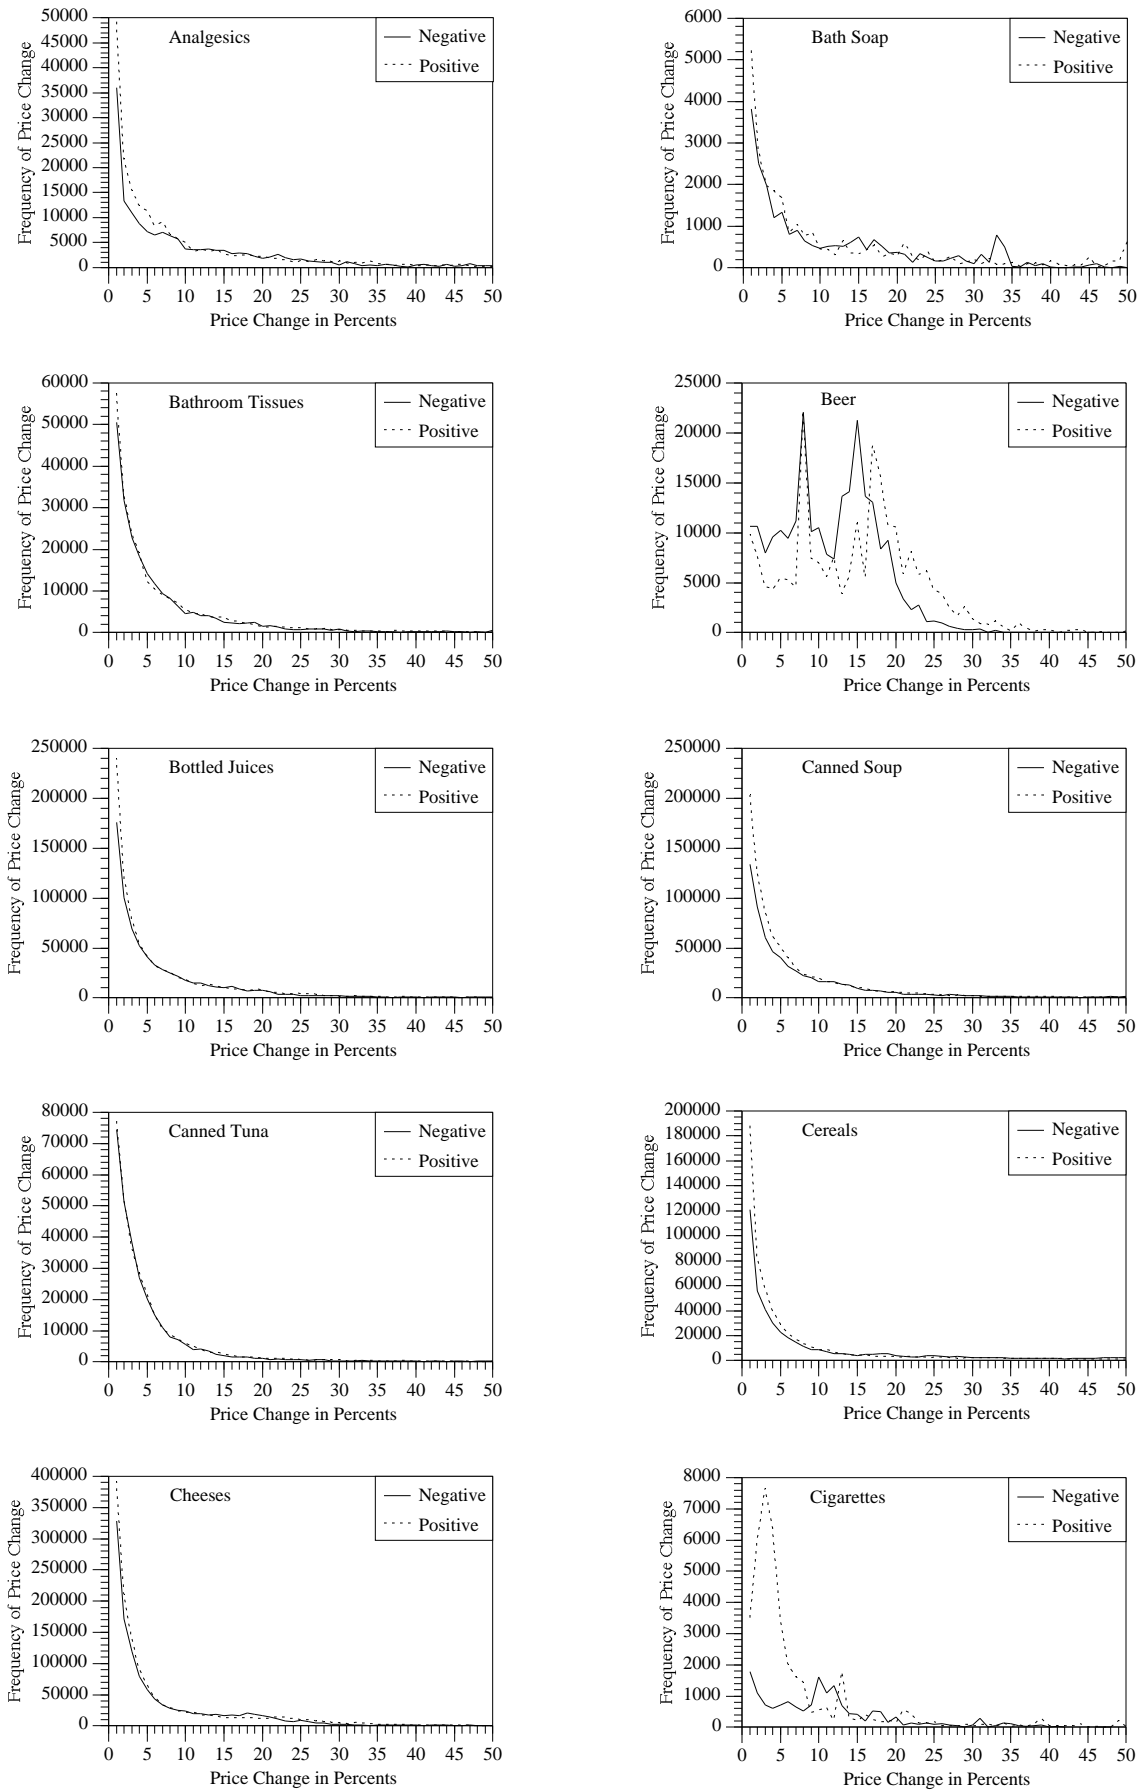 Analgesics
Negative
Positive
Frequency of Price Change
50000
45000
40000
35000
30000
25000
20000
15000
10000
5000
0
0 5 10 15 20 25 30 35 40 45 50
Price Change in Percents
Bath Soap
Negative
Positive
Frequency of Price Change
6000
5000
4000
3000
2000
1000
0
0 5 10 15 20 25 30 35 40 45 50
Price Change in Percents
Bathroom Tissues
Negative
Positive
Frequency of Price Change
60000
50000
40000
30000
20000
10000
0
0 5 10 15 20 25 30 35 40 45 50
Price Change in Percents
Beer
Negative
Positive
Frequency of Price Change
25000
20000
15000
10000
5000
0
0 5 10 15 20 25 30 35 40 45 50
Price Change in Percents
Bottled Juices
Negative
Positive
Frequency of Price Change
250000
200000
150000
100000
50000
0
0 5 10 15 20 25 30 35 40 45 50
Price Change in Percents
Canned Soup
Negative
Positive
Frequency of Price Change
250000
200000
150000
100000
50000
0
0 5 10 15 20 25 30 35 40 45 50
Price Change in Percents
Canned Tuna
Negative
Positive
Frequency of Price Change
80000
70000
60000
50000
40000
30000
20000
10000
0
0 5 10 15 20 25 30 35 40 45 50
Price Change in Percents
Cereals
Negative
Positive
Frequency of Price Change
200000
180000
160000
140000
120000
100000
80000
60000
40000
20000
0
0 5 10 15 20 25 30 35 40 45 50
Price Change in Percents
Cheeses
Negative
Positive
Frequency of Price Change
400000
350000
300000
250000
200000
150000
100000
50000
0
0 5 10 15 20 25 30 35 40 45 50
Price Change in Percents
Cigarettes
Negative
Positive
Frequency of Price Change
8000
7000
6000
5000
4000
3000
2000
1000
0
0 5 10 15 20 25 30 35 40 45 50
Price Change in Percents